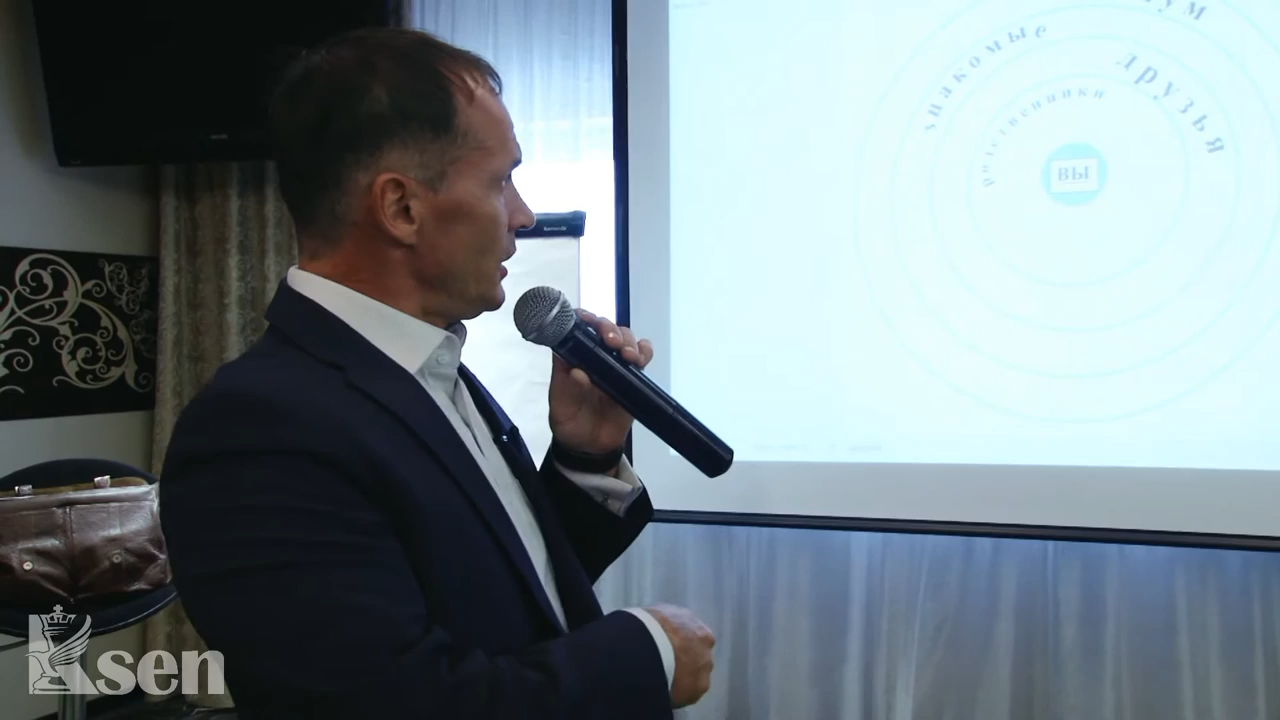 знакомые
друзья
родственники
ВЫ
sen